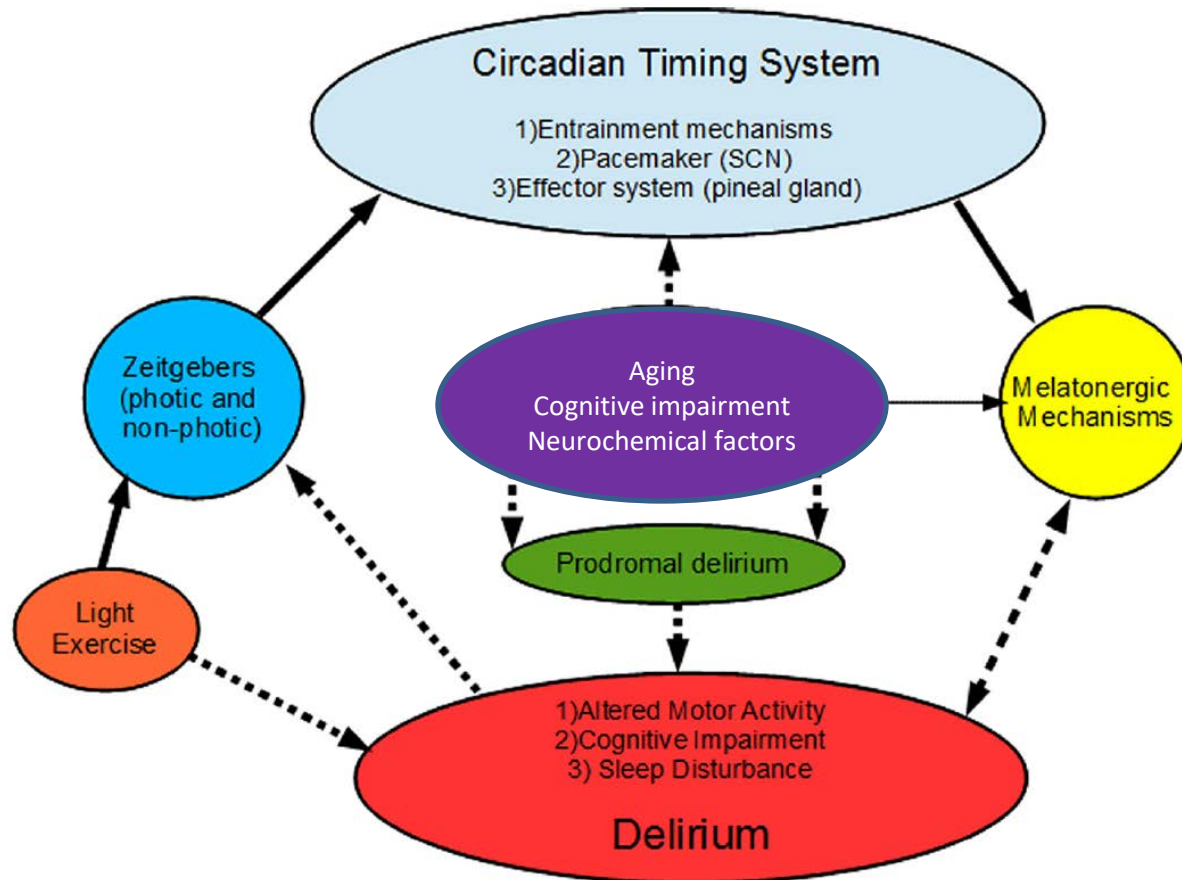 Circadian Timing System
1)Entrainment mechanisms
2)Pacemaker (SCN)
3)Effector system (pineal gland)
Zeitgebers
(photic and
non-photic)
Aging
Cognitive impairment
Neurochemical factors
Melatonergic
Mechanisms
Prodromal delirium
Light
Exercise
1)Altered Motor Activity
2)Cognitive Impairment
3) Sleep Disturbance
Delirium